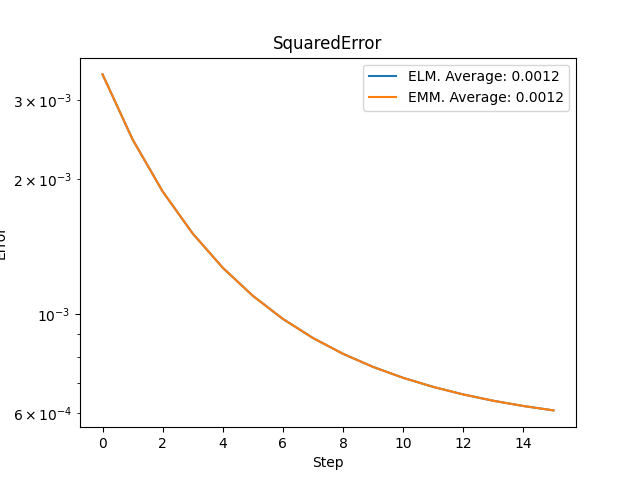 SquaredError
ELM. Average: 0.0012
EMM. Average: 0.0012
3 × 10⁻³
2 × 10⁻³
10⁻³
6 × 10⁻⁴
Error
0 2 4 6 8 10 12 14
Step